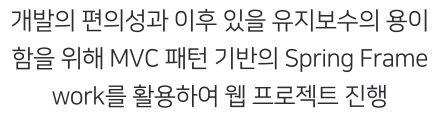 개발의 편의성과 이후 있을 유지보수의 용이
함을 위해 MVC 패턴 기반의 Spring Frame
work를 활용하여 웹 프로젝트 진행